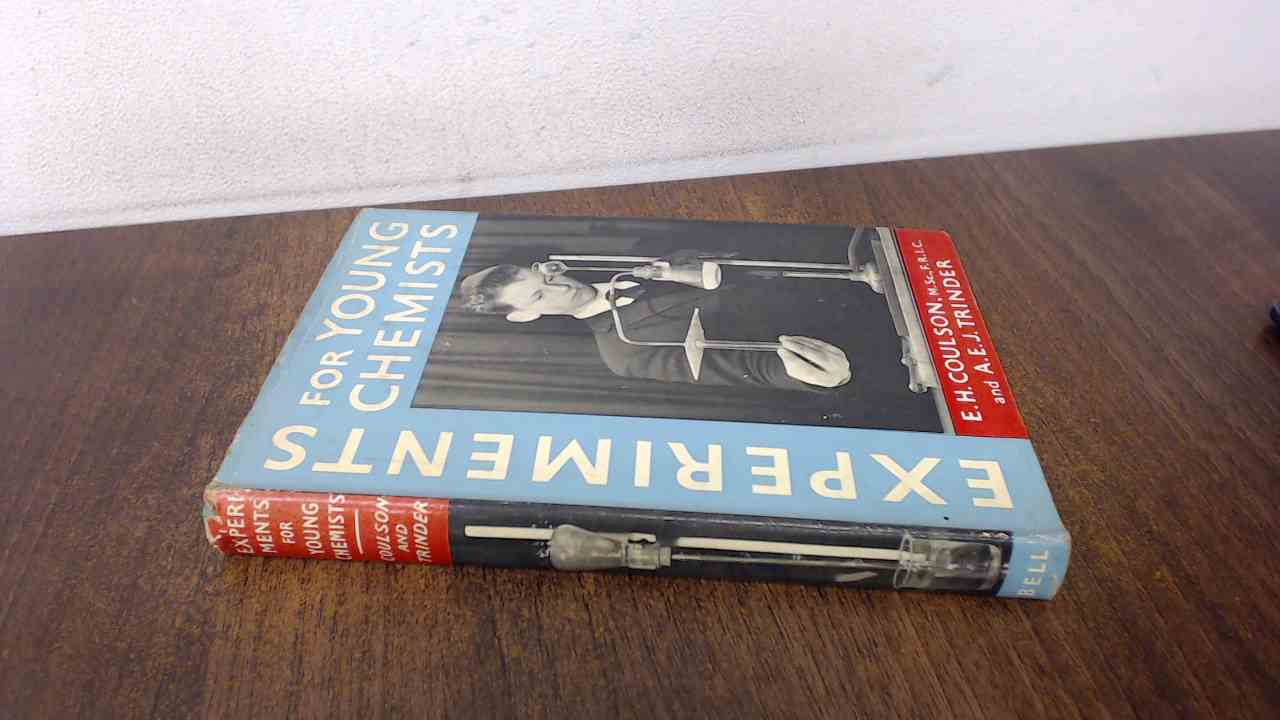 EXPERIMENTS
FOR YOUNG
CHEMISTS
E. H. COULSON, M.Sc., F.R.I.C.
and A. E. J. TRINDER
EXPERI
MENTS
FOR
YOUNG
CHEMISTS
COULSON
AND
TRINDER
BELL